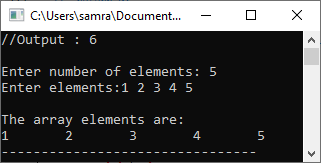 C:\Users\samra\Document...
//Output : 6
Enter number of elements: 5
Enter elements:1 2 3 4 5
The array elements are:
1 2 3 4 5
--------------------------------